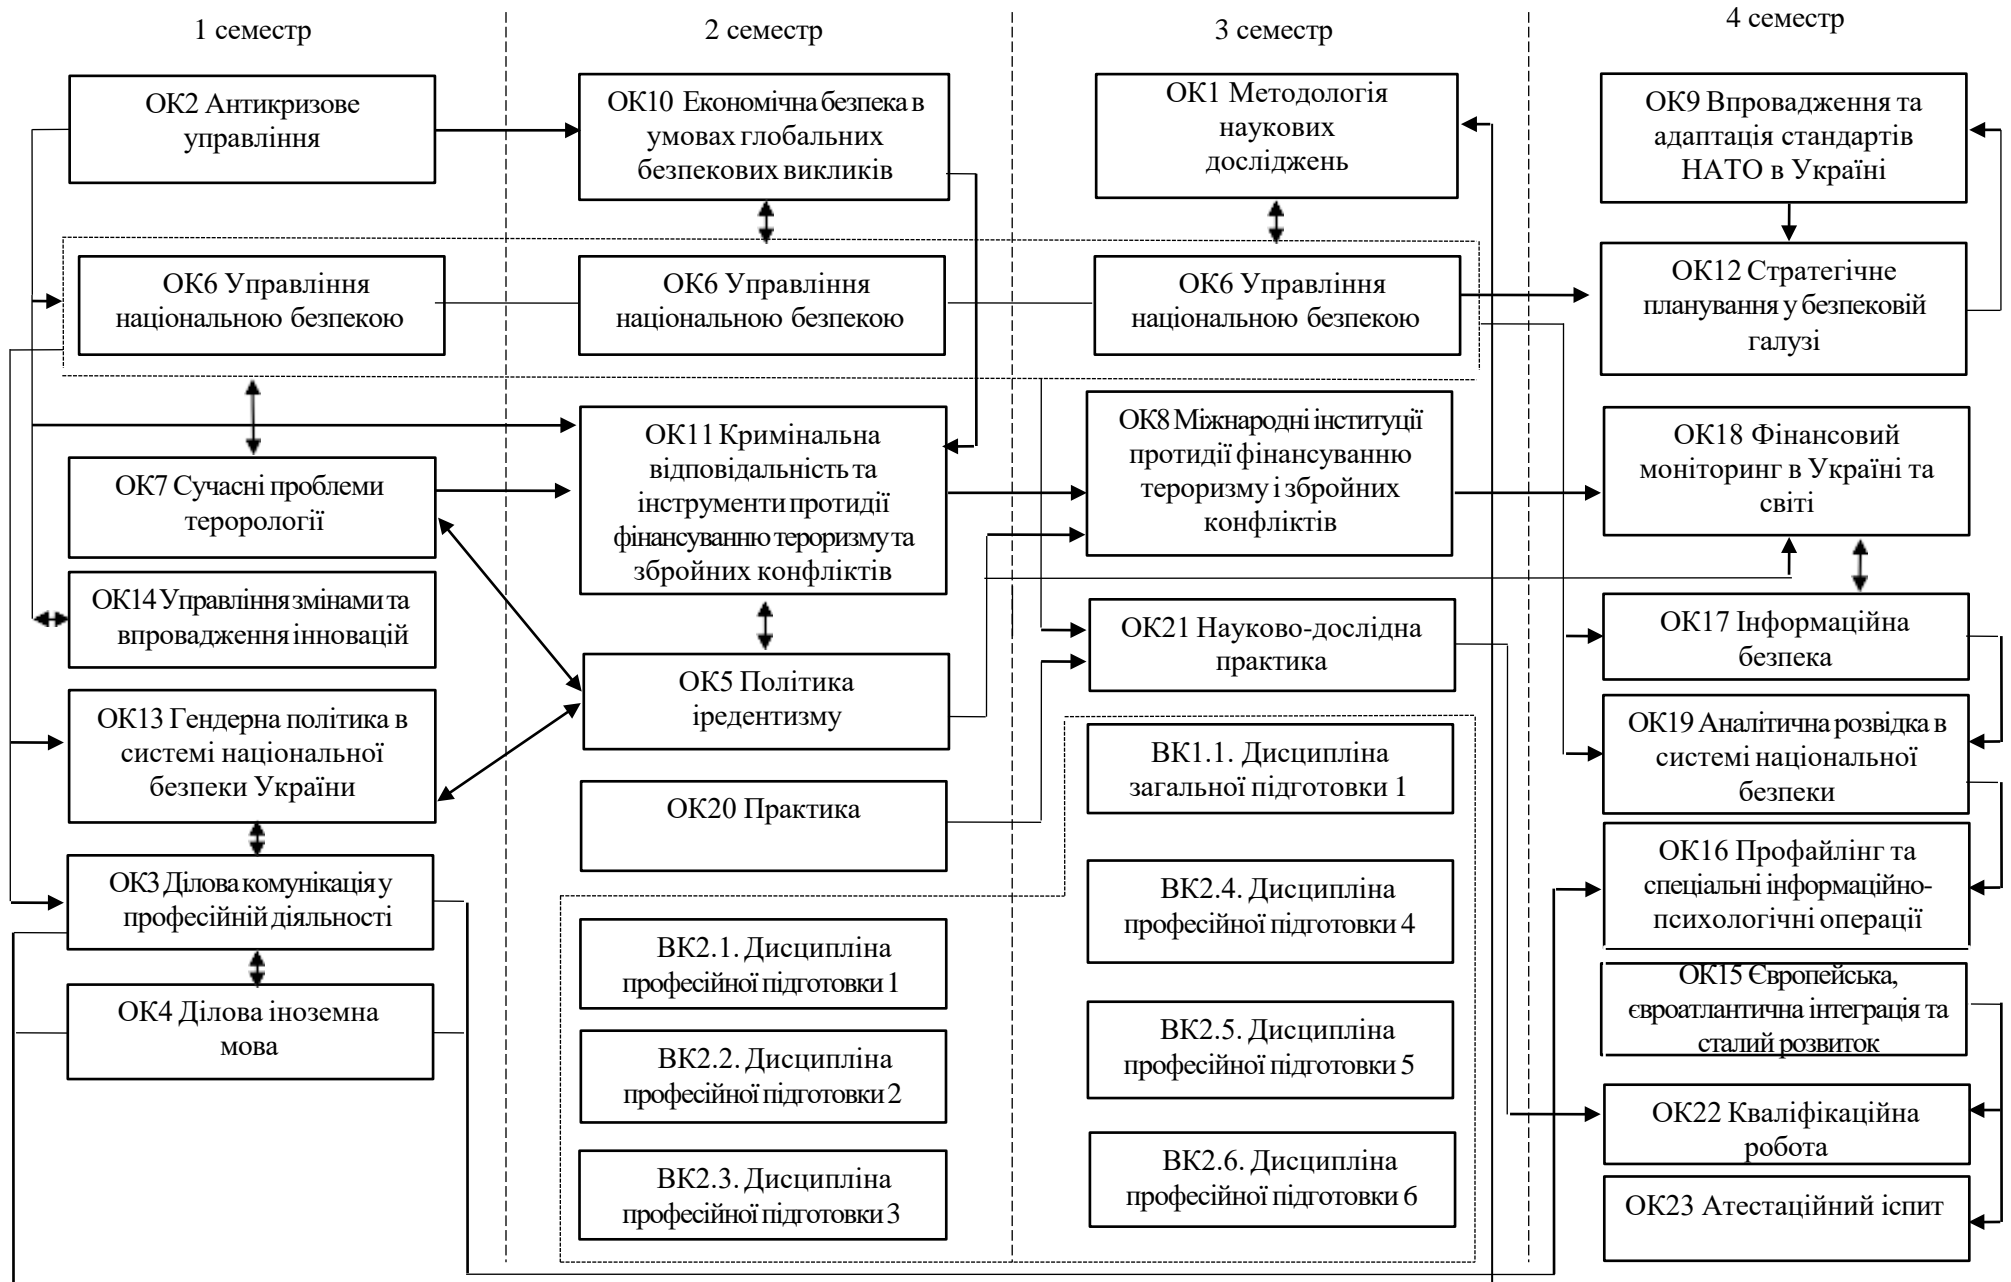 1 семестр
2 семестр
3 семестр
4 семестр
ОК2 Антикризове
управління
ОК10 Економічна безпека в
умовах глобальних
безпекових викликів
ОК1 Методологія
наукових
досліджень
ОК9 Впровадження та
адаптація стандартів
НАТО в Україні
ОК6 Управління
національною безпекою
ОК6 Управління
національною безпекою
ОК6 Управління
національною безпекою
ОК12 Стратегічне
планування у безпековій
галузі
ОК7 Сучасні проблеми
терорології
ОК11 Кримінальна
відповідальність та
інструменти протидії
фінансуванню тероризму та
збройних конфліктів
ОК8 Міжнародні інституції
протидії фінансуванню
тероризму і збройних
конфліктів
ОК18 Фінансовий
моніторинг в Україні та
світі
ОК14 Управління змінами та
впровадження інновацій
ОК5 Політика
іредентизму
ОК21 Науково-дослідна
практика
ОК17 Інформаційна
безпека
ОК13 Гендерна політика в
системі національної
безпеки України
ОК20 Практика
ВК1.1. Дисципліна
загальної підготовки 1
ОК19 Аналітична розвідка в
системі національної
безпеки
ОК3 Ділова комунікація у
професійній діяльності
ВК2.1. Дисципліна
професійної підготовки 1
ВК2.4. Дисципліна
професійної підготовки 4
ОК16 Профайлінг та
спеціальні інформаційно-
психологічні операції
ОК4 Ділова іноземна
мова
ВК2.2. Дисципліна
професійної підготовки 2
ВК2.5. Дисципліна
професійної підготовки 5
ОК15 Європейська,
євроатлантична інтеграція та
сталий розвиток
ВК2.3. Дисципліна
професійної підготовки 3
ВК2.6. Дисципліна
професійної підготовки 6
ОК22 Кваліфікаційна
робота
ОК23 Атестаційний іспит